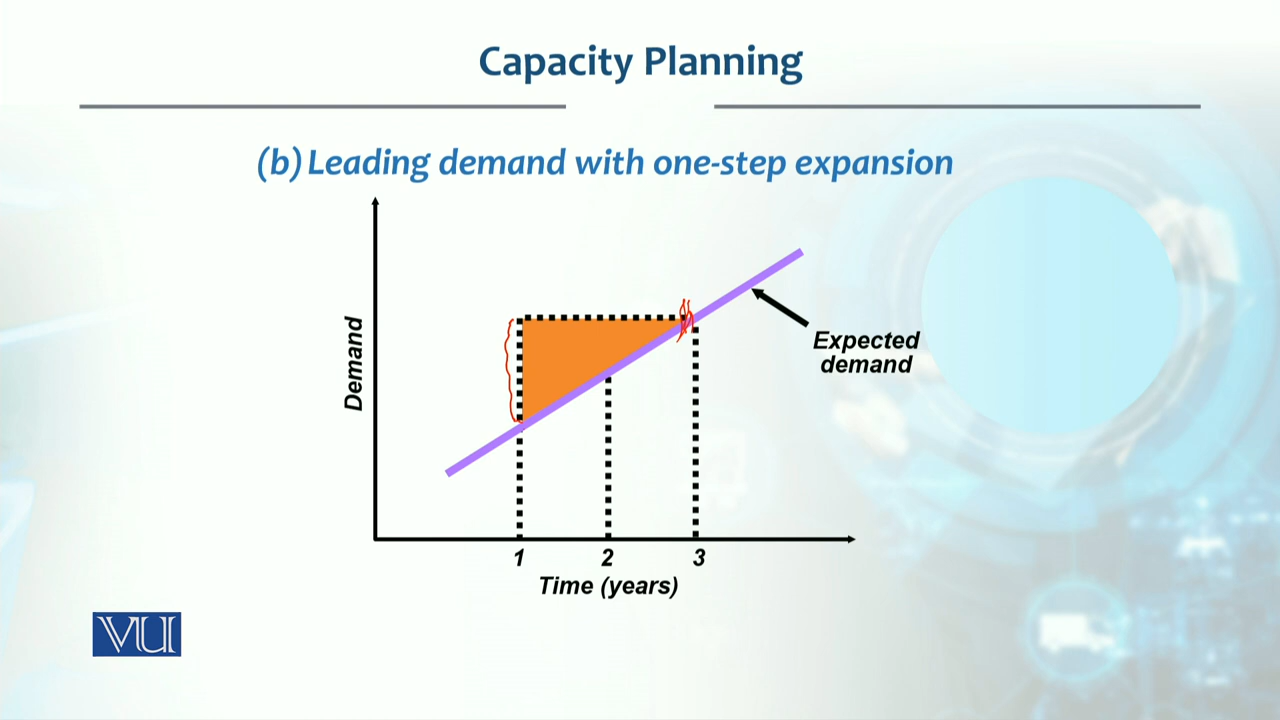 Capacity Planning
(b) Leading demand with one-step expansion
Demand
Expected
demand
1 2 3
Time (years)
VU